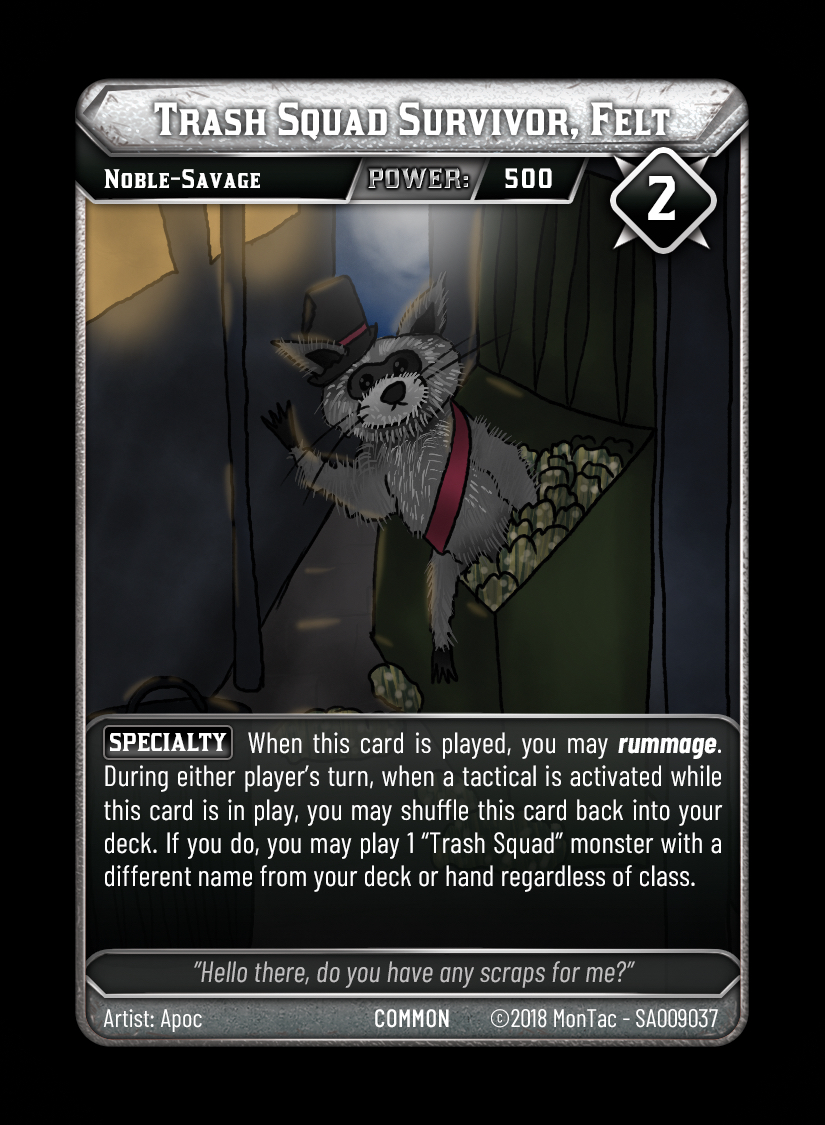 Trash Squad Survivor, Felt
Noble-Savage POWER: 500 2
SPECIALTY When this card is played, you may rummage.
During either player's turn, when a tactical is activated while
this card is in play, you may shuffle this card back into your
deck. If you do, you may play 1 "Trash Squad" monster with a
different name from your deck or hand regardless of class.
"Hello there, do you have any scraps for me?"
Artist: Apoc COMMON ©2018 MonTac - SA009037